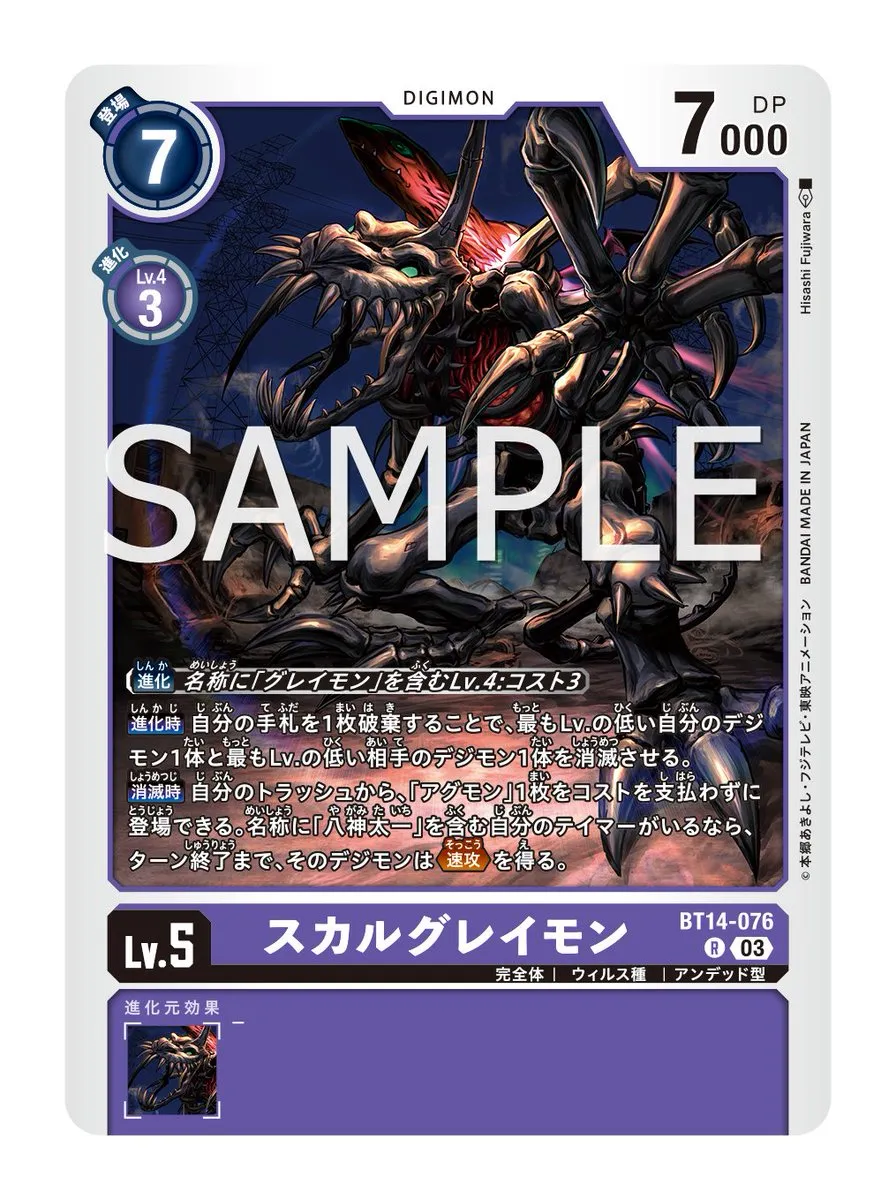 DIGIMON
登場
7
7000
DP
進化
Lv.4
3
Hisashi Fujiwara
SAMPLE
BANDAI MADE IN JAPAN
© 本郷あきよし・フジテレビ・東映アニメーション
進化 名称に「グレイモン」を含むLv.4:コスト3
進化時 自分の手札を1枚破棄することで、最もLv.の低い自分のデジ
モン1体と最もLv.の低い相手のデジモン1体を消滅させる。
消滅時 自分のトラッシュから、「アグモン」1枚をコストを支払わずに
登場できる。名称に「八神太一」を含む自分のテイマーがいるなら、
ターン終了まで、そのデジモンは 速攻 を得る。
Lv.5
スカルグレイモン
BT14-076
R 03
完全体 | ウィルス種 | アンデッド型
進化元効果
–